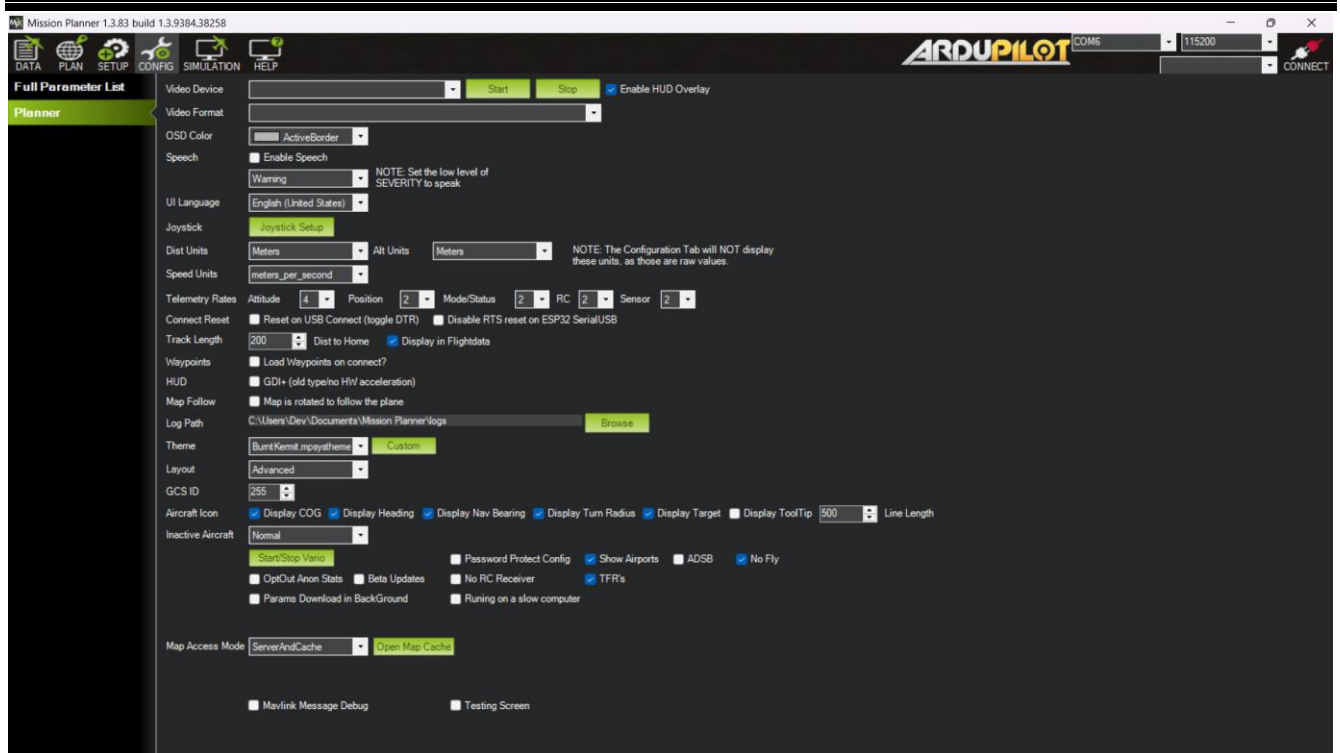 Mission Planner 1.3.83 build 1.3.9384.38258
DATA PLAN SETUP CONFIG SIMULATION HELP
ARDUPILOT COM6 115200
CONNECT
Full Parameter List
Planner
Video Device Start Stop Enable HUD Overlay
Video Format
OSD Color ActiveBorder
Speech Enable Speech
Warning NOTE: Set the low level of
SEVERITY to speak
UI Language English (United States)
Joystick Joystick Setup
Dist Units Meters Alt Units Meters NOTE: The Configuration Tab will NOT display
these units, as those are raw values.
Speed Units meters_per_second
Telemetry Rates Attitude 4 Position 2 Mode/Status 2 RC 2 Sensor 2
Connect Reset Reset on USB Connect (toggle DTR) Disable RTS reset on ESP32 SerialUSB
Track Length 200 Dist to Home Display in Flightdata
Waypoints Load Waypoints on connect?
HUD GDI+ (old type/no HW acceleration)
Map Follow Map is rotated to follow the plane
Log Path C:\Users\Dev\Documents\Mission Planner\logs Browse
Theme BurntKermit.mpsystheme Custom
Layout Advanced
GCS ID 255
Aircraft Icon Display COG Display Heading Display Nav Bearing Display Turn Radius Display Target Display ToolTip 500 Line Length
Inactive Aircraft Normal
Start/Stop Vario Password Protect Config Show Airports ADSB No Fly
OptOut Anon Stats Beta Updates No RC Receiver TFR's
Params Download in BackGround Runing on a slow computer
Map Access Mode ServerAndCache Open Map Cache
Mavlink Message Debug Testing Screen